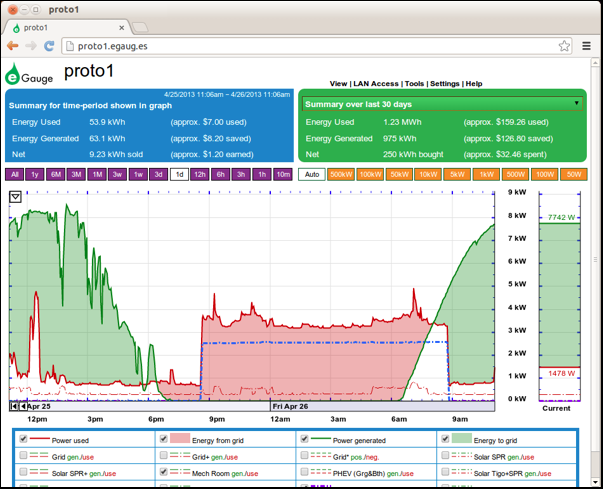 proto1
proto1
proto1.egaug.es
eGauge proto1
View | LAN Access | Tools | Settings | Help
4/25/2013 11:06am – 4/26/2013 11:06am
Summary for time-period shown in graph
Energy Used 53.9 kWh (approx. $7.00 used)
Energy Generated 63.1 kWh (approx. $8.20 saved)
Net 9.23 kWh sold (approx. $1.20 earned)
Summary over last 30 days
Energy Used 1.23 MWh (approx. $159.26 used)
Energy Generated 975 kWh (approx. $126.80 saved)
Net 250 kWh bought (approx. $32.46 spent)
All 1y 6M 3M 1M 3w 1w 3d 1d 12h 6h 3h 1h 10m
Auto 500kW 100kW 50kW 10kW 5kW 1kW 500W 100W 50W
9 kW
8 kW
7 kW
6 kW
5 kW
4 kW
3 kW
2 kW
1 kW
0 kW
7742 W
1478 W
Current
Apr 25 Fri Apr 26
12pm 3pm 6pm 9pm 12am 3am 6am 9am
Power used Energy from grid Power generated Energy to grid
Grid gen./use Grid+ gen./use Grid* pos./neg. Solar SPR gen./use
Solar SPR+ gen./use Mech Room gen./use PHEV (Grg&Bth) gen./use Solar Tigo+SPR gen./use